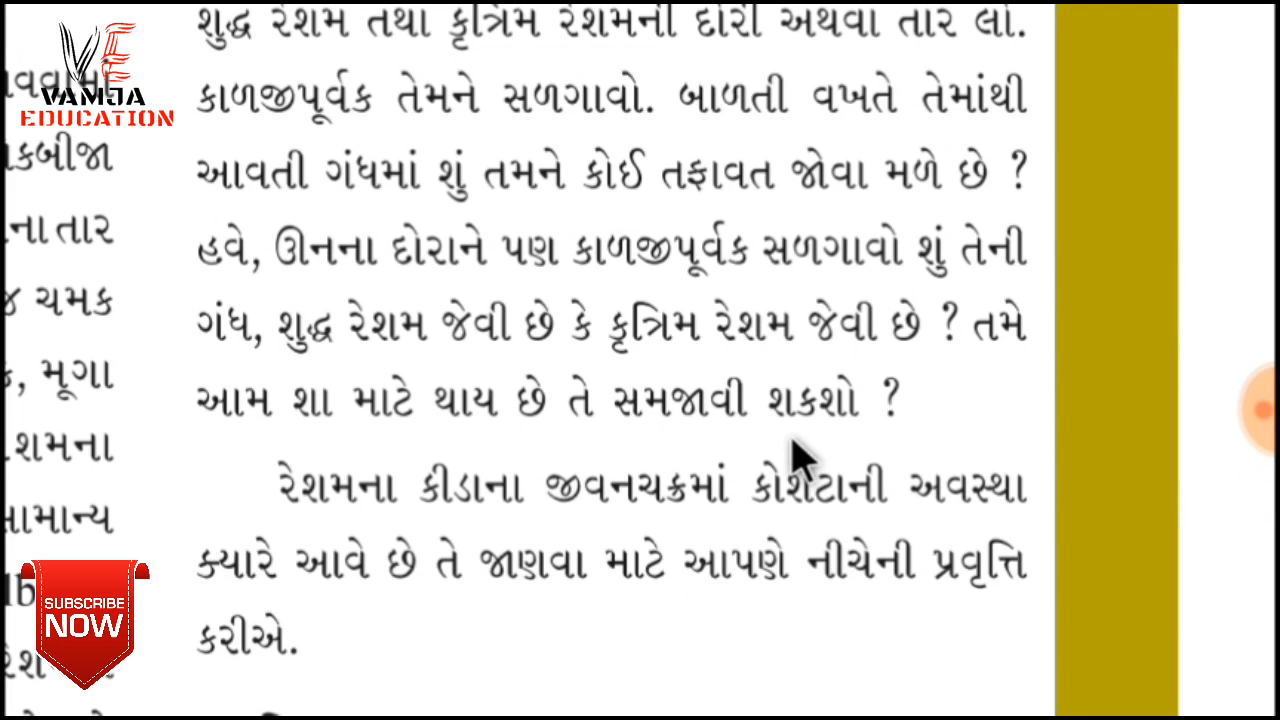 VE
VAMJA
EDUCATION
કબીજા
ના તાર
ચમક
મૂગા
શમના
SUBSCRIBE
NOW
શુદ્ધ રેશમ તથા કૃત્રિમ રેશમની દોરી અથવા તાર લો.
કાળજીપૂર્વક તેમને સળગાવો. બાળતી વખતે તેમાંથી
આવતી ગંધમાં શું તમને કોઈ તફાવત જોવા મળે છે ?
હવે, ઊનના દોરાને પણ કાળજીપૂર્વક સળગાવો શું તેની
ગંધ, શુદ્ધ રેશમ જેવી છે કે કૃત્રિમ રેશમ જેવી છે ? તમે
આમ શા માટે થાય છે તે સમજાવી શકશો ?
રેશમના કીડાના જીવનચક્રમાં કોશેટાની અવસ્થા
ક્યારે આવે છે તે જાણવા માટે આપણે નીચેની પ્રવૃત્તિ
કરીએ.